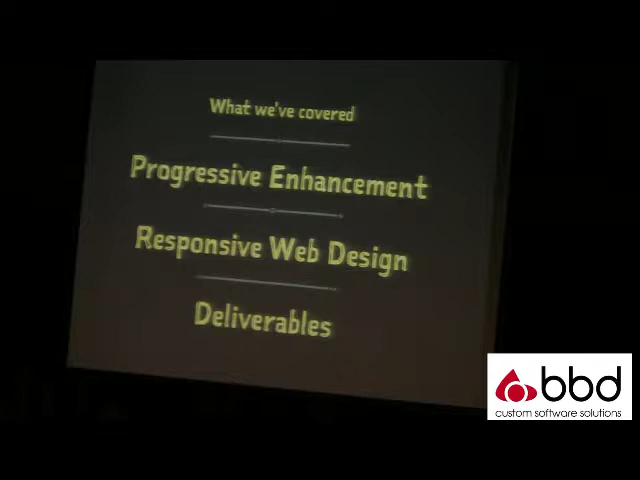 What we've covered
Progressive Enhancement
Responsive Web Design
Deliverables
bbd
custom software solutions